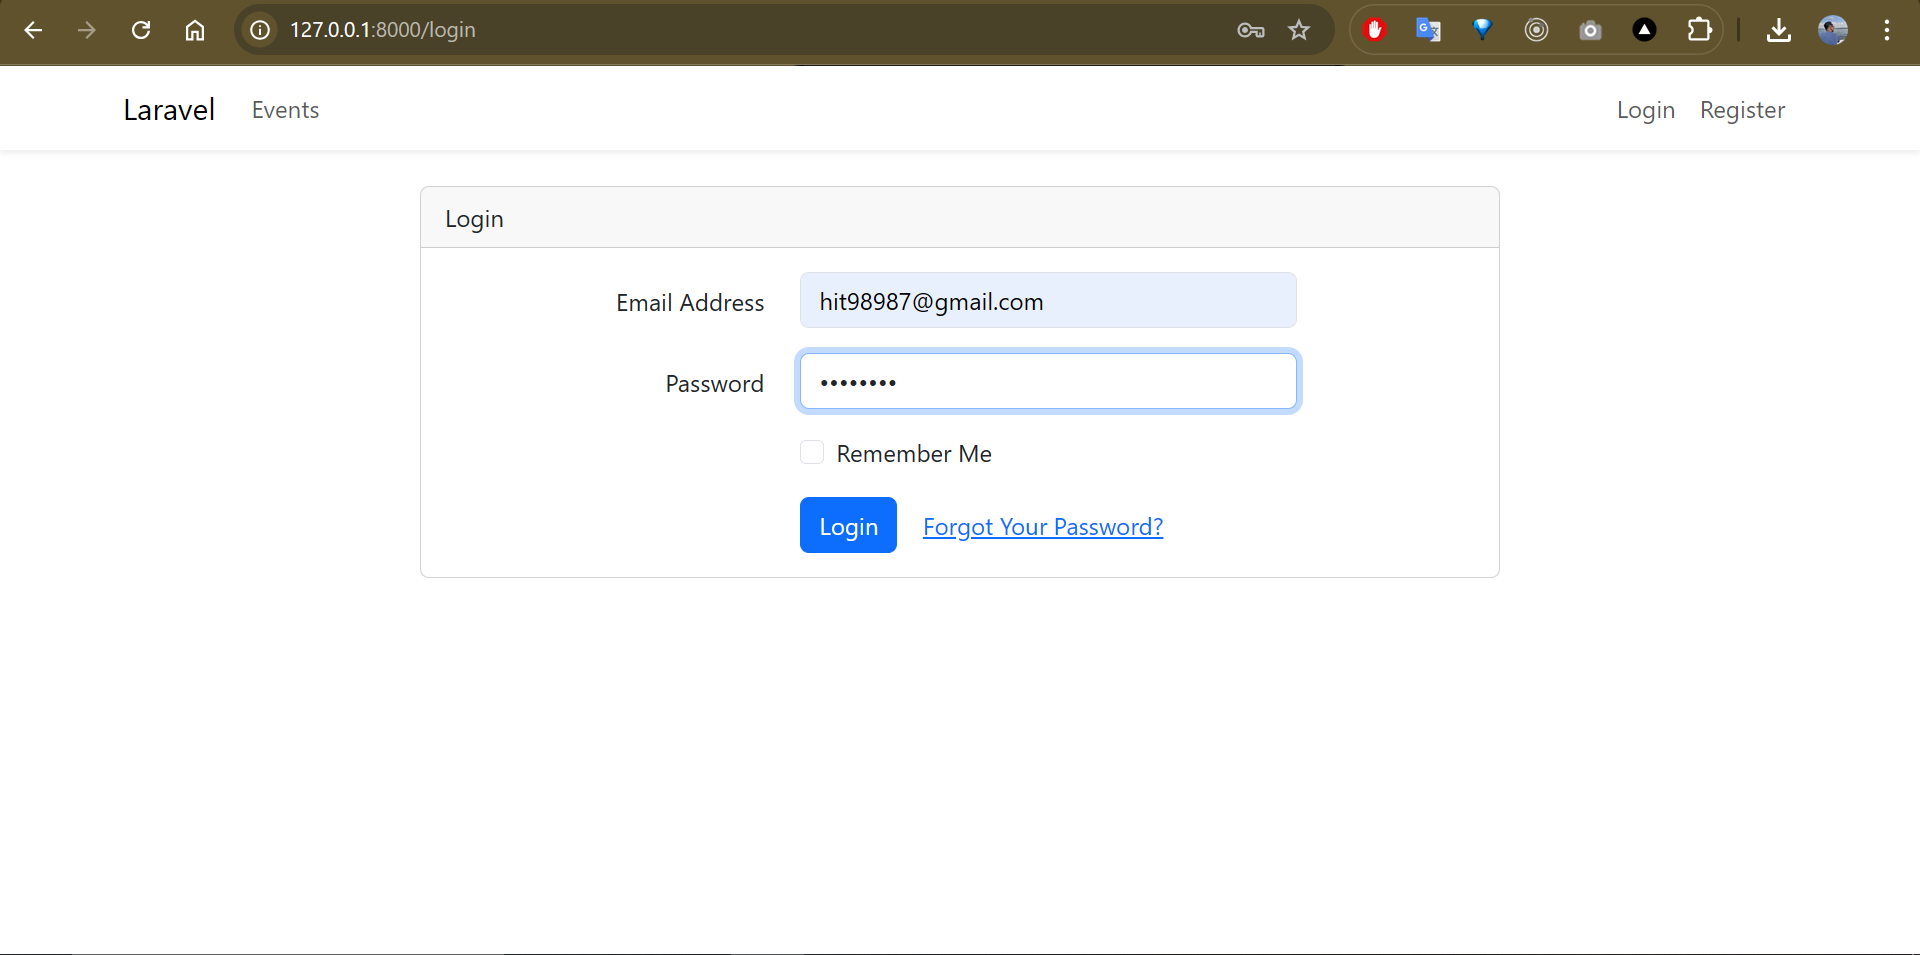 127.0.0.1:8000/login
Laravel Events Login Register
Login
Email Address hit98987@gmail.com
Password ••••••••
Remember Me
Login Forgot Your Password?